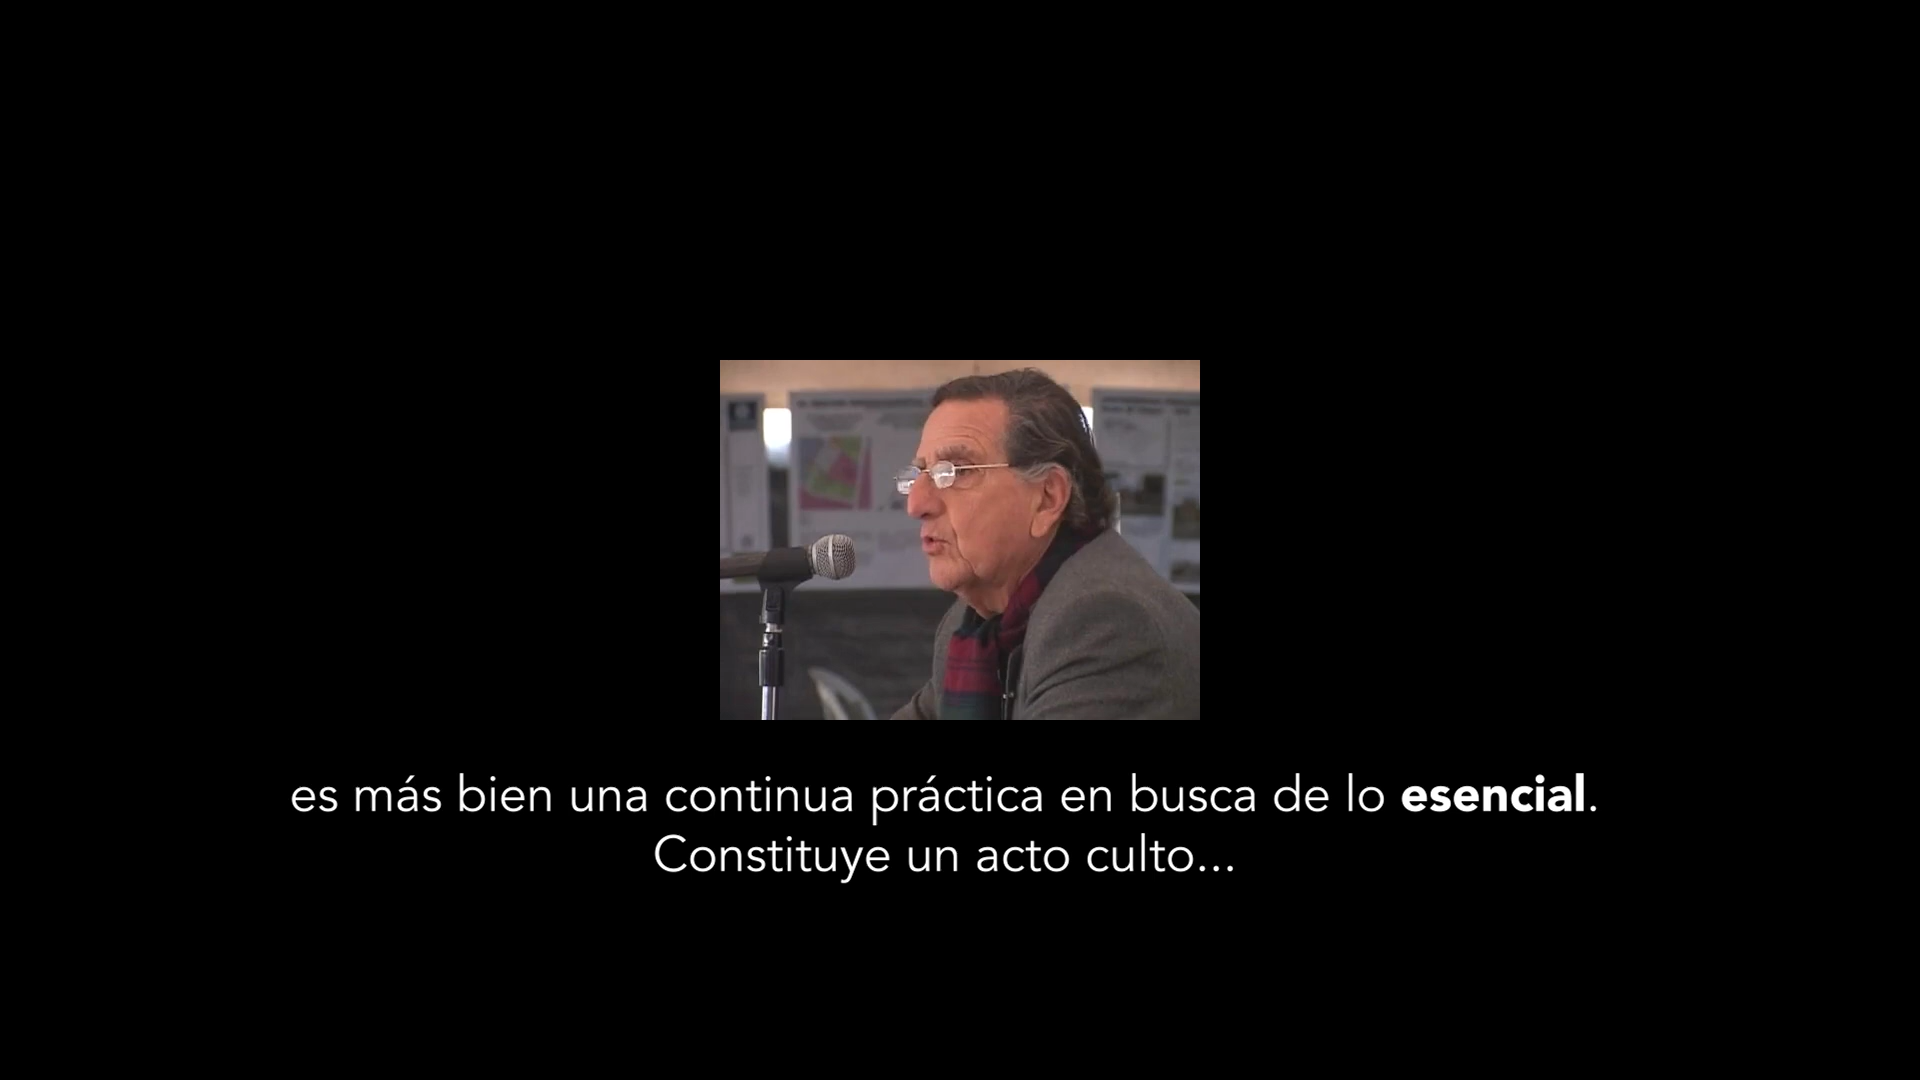 es más bien una continua práctica en busca de lo esencial.
Constituye un acto culto...